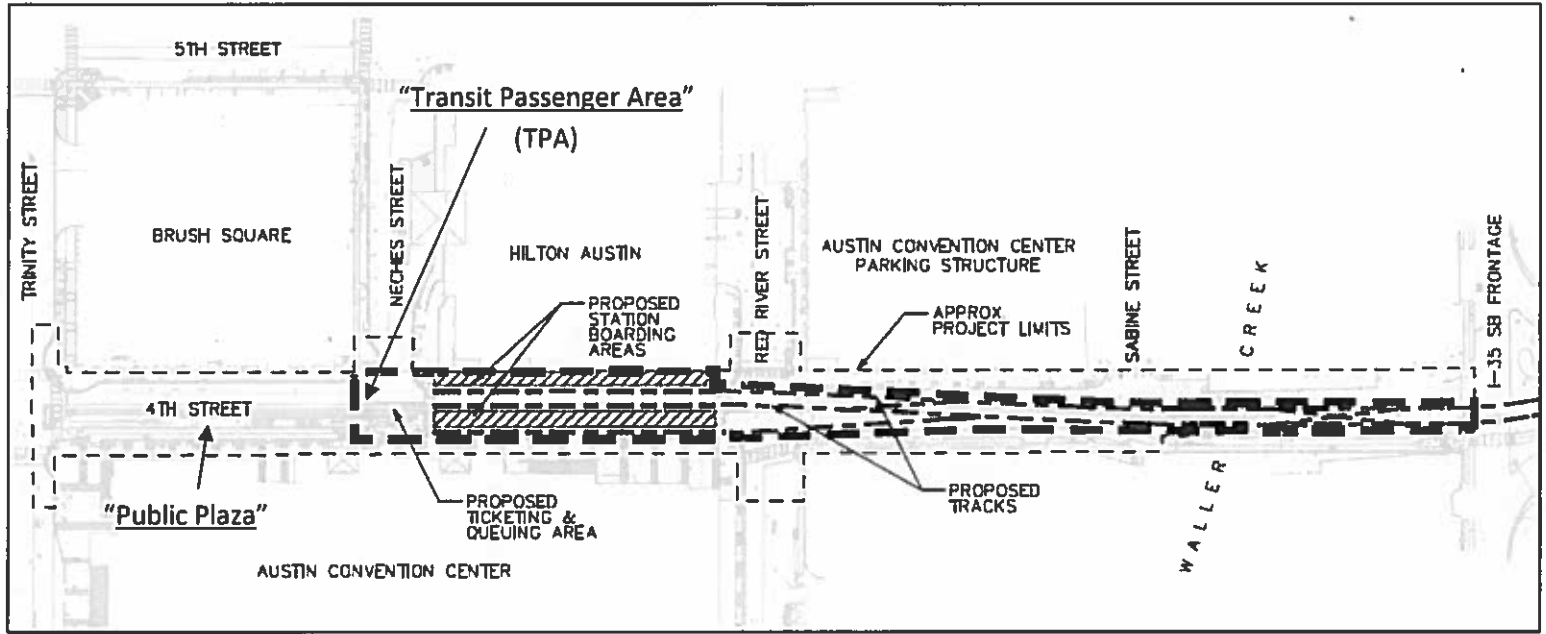 5TH STREET
"Transit Passenger Area"
(TPA)
TRINITY STREET
BRUSH SQUARE
NECHES STREET
HILTON AUSTIN
RED RIVER STREET
AUSTIN CONVENTION CENTER
PARKING STRUCTURE
SABINE STREET
CREEK
I-35 SB FRONTAGE
PROPOSED
STATION
BOARDING
AREAS
APPROX.
PROJECT LIMITS
4TH STREET
"Public Plaza"
PROPOSED
TICKETING &
QUEUING AREA
PROPOSED
TRACKS
WALLER
AUSTIN CONVENTION CENTER